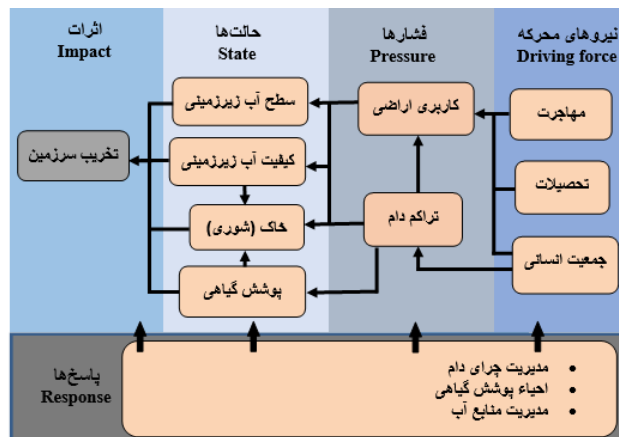 نیروهای محرکه
Driving force
فشارها
Pressure
حالت‌ها
State
اثرات
Impact
مهاجرت
تحصیلات
جمعیت انسانی
کاربری اراضی
تراکم دام
سطح آب زیرزمینی
کیفیت آب زیرزمینی
خاک (شوری)
پوشش گیاهی
تخریب سرزمین
پاسخ‌ها
Response
• مدیریت چرای دام
• احیاء پوشش گیاهی
• مدیریت منابع آب